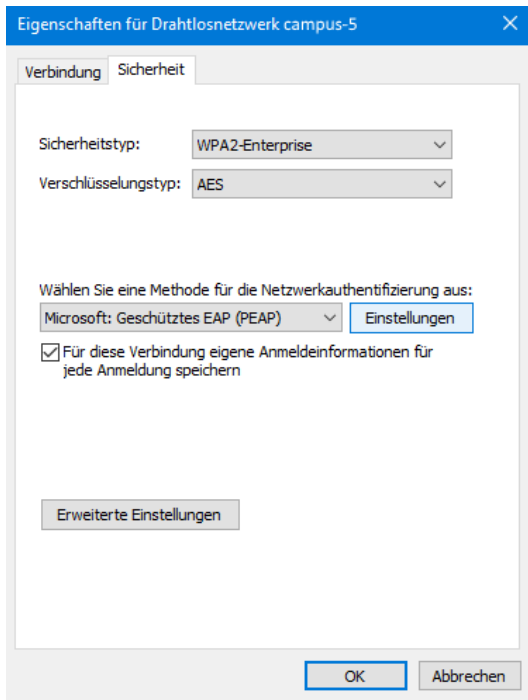 Eigenschaften für Drahtlosnetzwerk campus-5
Verbindung Sicherheit
Sicherheitstyp: WPA2-Enterprise
Verschlüsselungstyp: AES
Wählen Sie eine Methode für die Netzwerkauthentifizierung aus:
Microsoft: Geschütztes EAP (PEAP) Einstellungen
Für diese Verbindung eigene Anmeldeinformationen für
jede Anmeldung speichern
Erweiterte Einstellungen
OK Abbrechen